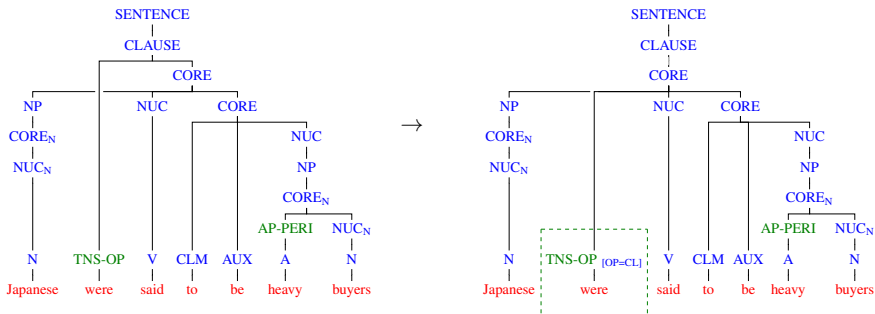 SENTENCE SENTENCE
CLAUSE CLAUSE
CORE CORE
NP NUC CORE NP NUC CORE
CORE_N NUC → CORE_N NUC
NUC_N NP NUC_N NP
CORE_N CORE_N
AP-PERI NUC_N AP-PERI NUC_N
N TNS-OP V CLM AUX A N N TNS-OP [OP=CL] V CLM AUX A N
Japanese were said to be heavy buyers Japanese were said to be heavy buyers